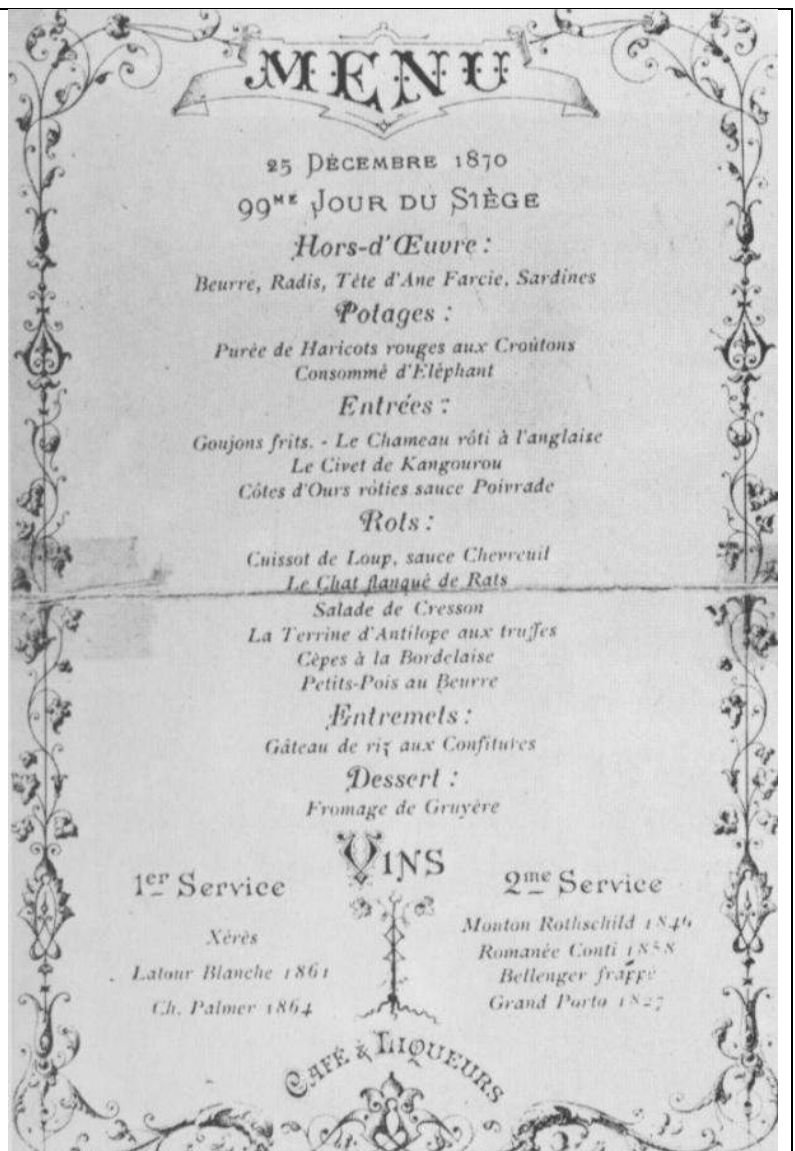 MENU
25 DÉCEMBRE 1870
99ME JOUR DU SIÈGE
Hors-d'Œuvre :
Beurre, Radis, Tête d'Ane Farcie, Sardines
Potages :
Purée de Haricots rouges aux Croûtons
Consommé d'Eléphant
Entrées :
Goujons frits. - Le Chameau rôti à l'anglaise
Le Civet de Kangourou
Côtes d'Ours rôties sauce Poivrade
Rots :
Cuissot de Loup, sauce Chevreuil
Le Chat flanqué de Rats
Salade de Cresson
La Terrine d'Antilope aux truffes
Cèpes à la Bordelaise
Petits-Pois au Beurre
Entremets :
Gâteau de riz aux Confitures
Dessert :
Fromage de Gruyère
VINS
1er Service
Xérès
Latour Blanche 1861
Ch. Palmer 1864
2me Service
Mouton Rothschild 1846
Romanée Conti 1858
Bellenger frappé
Grand Porto 1827
CAFÉ & LIQUEURS